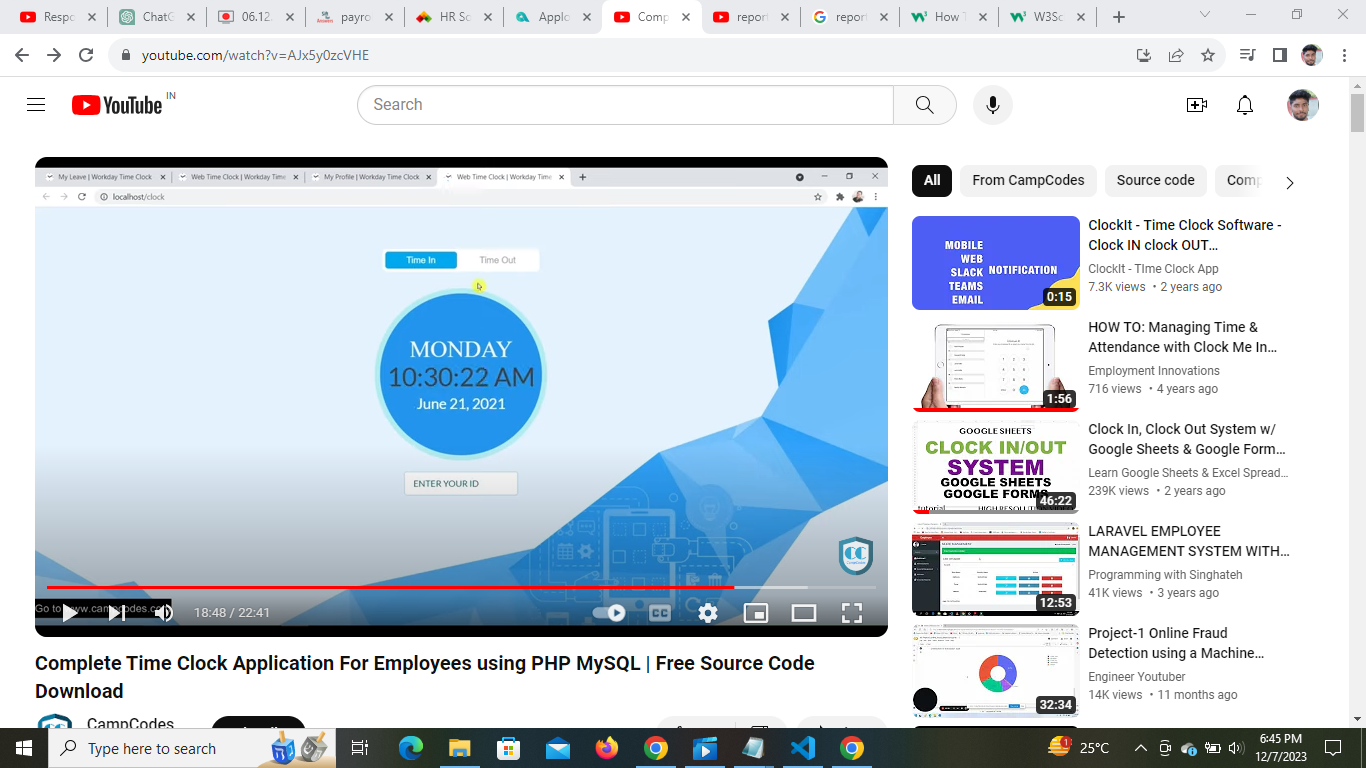 Respo
ChatG
06.12.
payro
HR Sc
Applo
Comp
report
report
How T
W3Sc
youtube.com/watch?v=AJx5y0zcVHE
YouTube IN
Search
My Leave | Workday Time Clock
Web Time Clock | Workday Time
My Profile | Workday Time Clock
Web Time Clock | Workday Time
localhost/clock
Time In
Time Out
MONDAY
10:30:22 AM
June 21, 2021
ENTER YOUR ID
CC
Go to www.campcodes.co
18:48 / 22:41
CC
Complete Time Clock Application For Employees using PHP MySQL | Free Source Code
Download
CampCodes
All
From CampCodes
Source code
Comp
MOBILE
WEB
SLACK
TEAMS
EMAIL
NOTIFICATION
0:15
ClockIt - Time Clock Software -
Clock IN clock OUT...
ClockIt - TIme Clock App
7.3K views • 2 years ago
1:56
HOW TO: Managing Time &
Attendance with Clock Me In...
Employment Innovations
716 views • 4 years ago
GOOGLE SHEETS
CLOCK IN/OUT
SYSTEM
GOOGLE SHEETS
GOOGLE FORMS
tutorial
HIGH RESOLUTION VIDEO
46:22
Clock In, Clock Out System w/
Google Sheets & Google Form...
Learn Google Sheets & Excel Spread...
239K views • 2 years ago
12:53
LARAVEL EMPLOYEE
MANAGEMENT SYSTEM WITH...
Programming with Singhateh
41K views • 3 years ago
32:34
Project-1 Online Fraud
Detection using a Machine...
Engineer Youtuber
14K views • 11 months ago
Type here to search
1
25°C
6:45 PM
12/7/2023